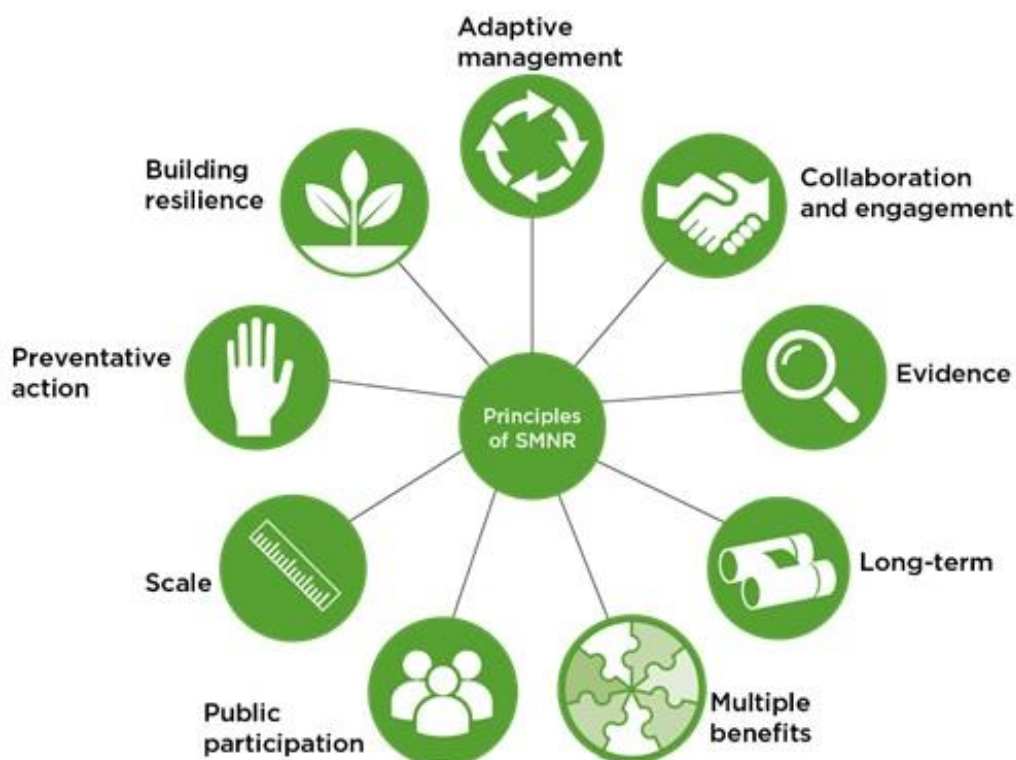 Adaptive
management
Collaboration
and engagement
Evidence
Long-term
Multiple
benefits
Public
participation
Scale
Preventative
action
Building
resilience
Principles
of SMNR